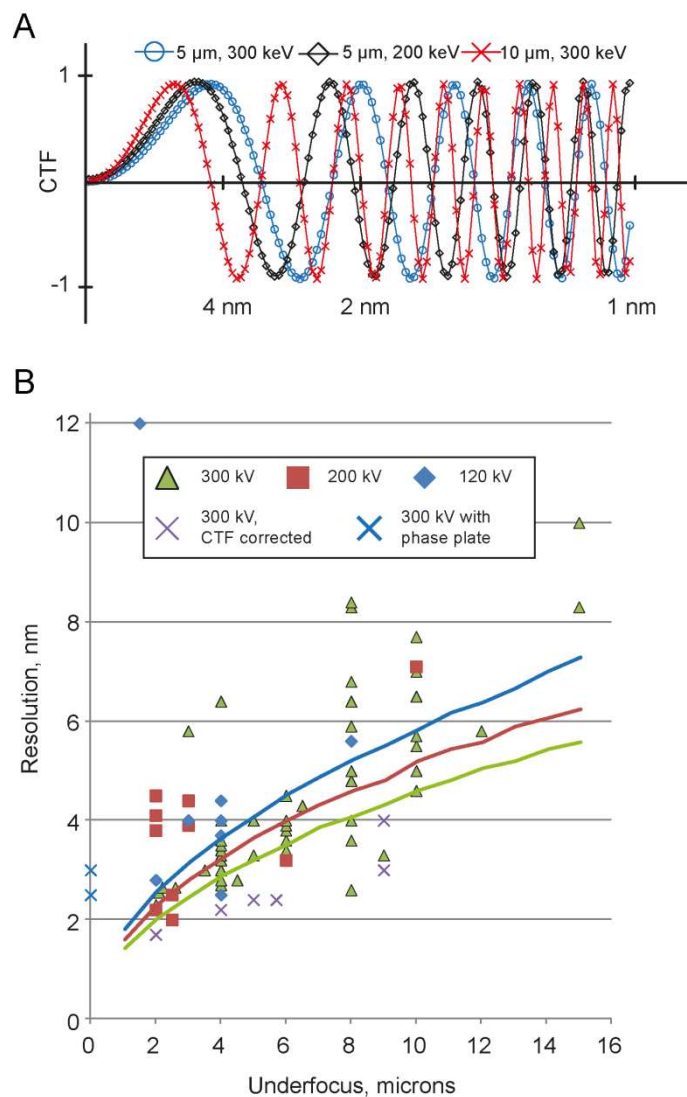 A
5 µm, 300 keV 5 µm, 200 keV 10 µm, 300 keV
1
CTF
-1
4 nm 2 nm 1 nm
B
12
10
8
6
4
2
0
300 kV 200 kV 120 kV
300 kV, CTF corrected
300 kV with phase plate
Resolution, nm
0 2 4 6 8 10 12 14 16
Underfocus, microns